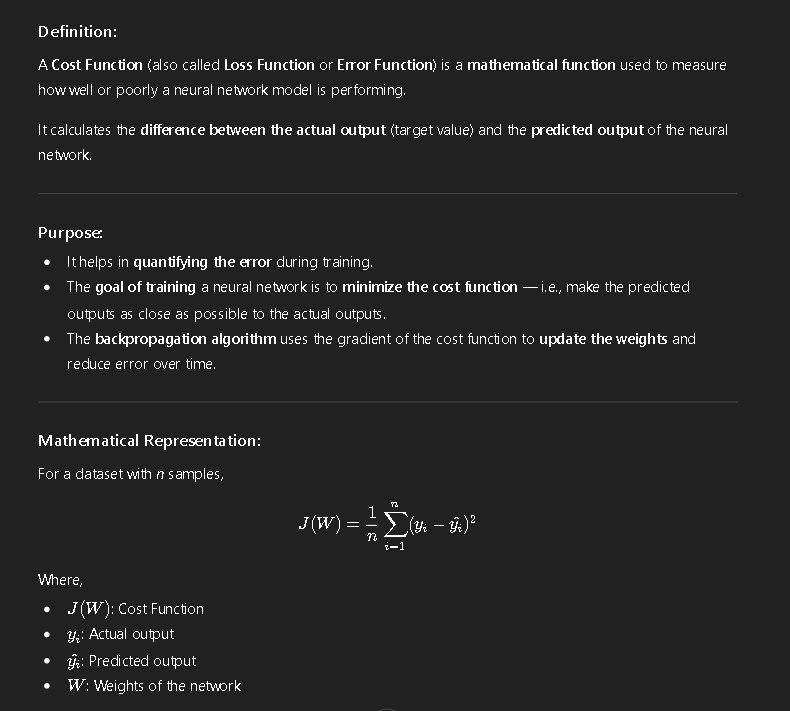 Definition:
A Cost Function (also called Loss Function or Error Function) is a mathematical function used to measure
how well or poorly a neural network model is performing.
It calculates the difference between the actual output (target value) and the predicted output of the neural
network.
Purpose:
• It helps in quantifying the error during training.
• The goal of training a neural network is to minimize the cost function — i.e., make the predicted
outputs as close as possible to the actual outputs.
• The backpropagation algorithm uses the gradient of the cost function to update the weights and
reduce error over time.
Mathematical Representation:
For a dataset with n samples,
J(W) = \frac{1}{n} \sum_{i=1}^{n} (y_i - \hat{y_i})^2
Where,
• J(W): Cost Function
• y_i: Actual output
• \hat{y_i}: Predicted output
• W: Weights of the network